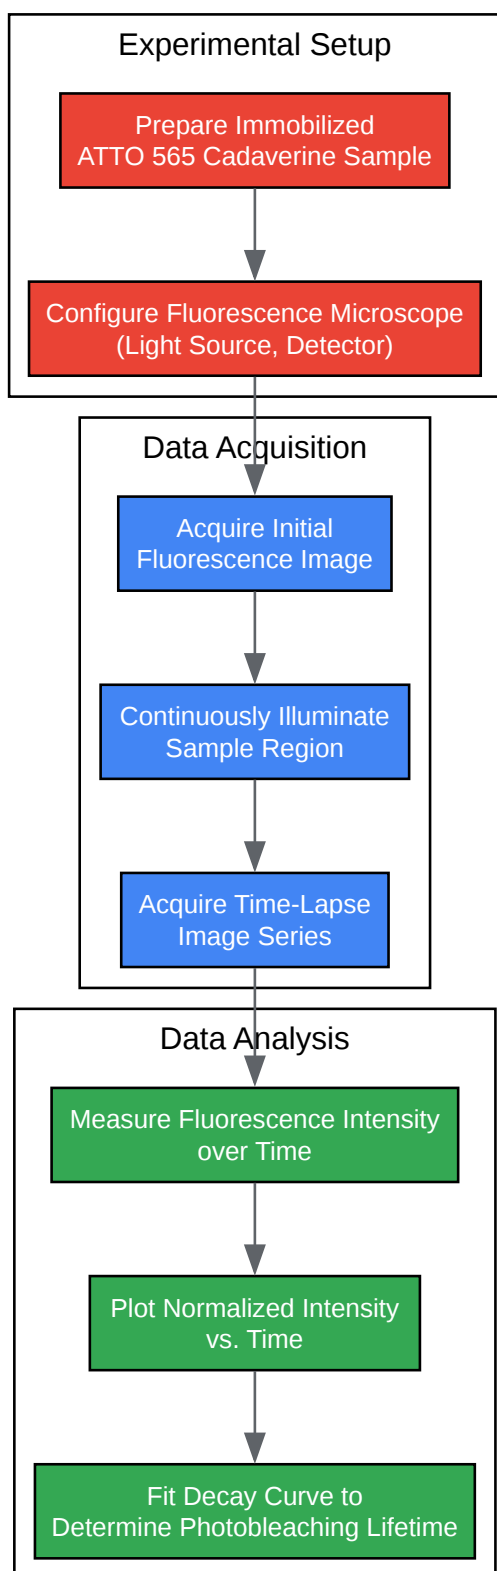 Experimental Setup
Prepare Immobilized
ATTO 565 Cadaverine Sample
Configure Fluorescence Microscope
(Light Source, Detector)
Data Acquisition
Acquire Initial
Fluorescence Image
Continuously Illuminate
Sample Region
Acquire Time-Lapse
Image Series
Data Analysis
Measure Fluorescence Intensity
over Time
Plot Normalized Intensity
vs. Time
Fit Decay Curve to
Determine Photobleaching Lifetime